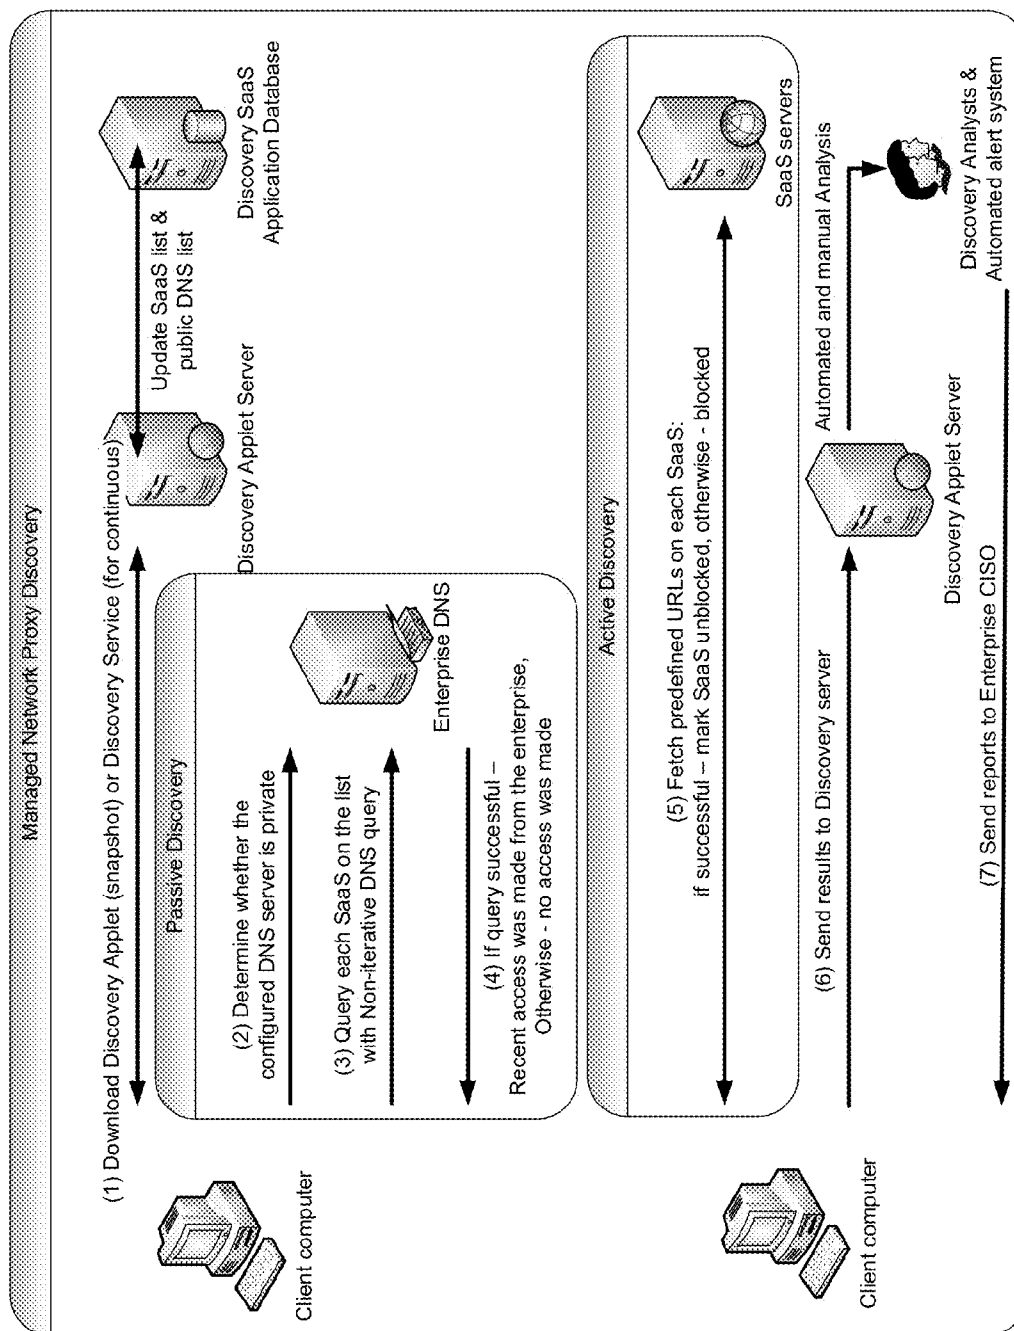 Managed Network Proxy Discovery
(1) Download Discovery Applet (snapshot) or Discovery Service (for continuous)
Update SaaS list &
public DNS list
Discovery Applet Server
Discovery SaaS
Application Database
Client computer
Passive Discovery
(2) Determine whether the
configured DNS server is private
(3) Query each SaaS on the list
with Non-iterative DNS query
Enterprise DNS
(4) If query successful –
Recent access was made from the enterprise,
Otherwise - no access was made
Active Discovery
(5) Fetch predefined URLs on each SaaS:
if successful – mark SaaS unblocked, otherwise - blocked
SaaS servers
Client computer
(6) Send results to Discovery server
Discovery Applet Server
Automated and manual Analysis
Discovery Analysts &
Automated alert system
(7) Send reports to Enterprise CISO